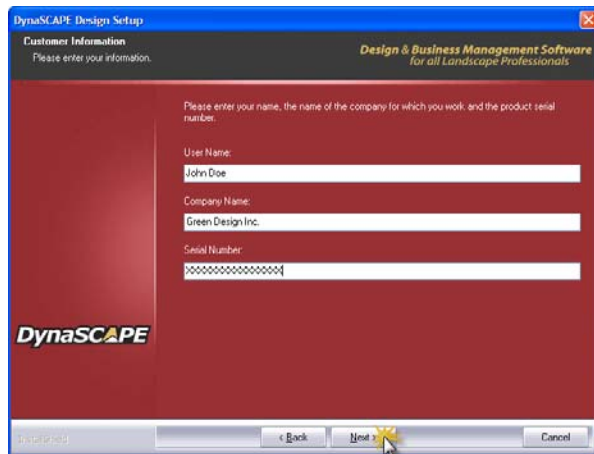 DynaSCAPE Design Setup
Customer Information
Please enter your information.
Design & Business Management Software
for all Landscape Professionals
Please enter your name, the name of the company for which you work and the product serial
number.
User Name:
John Doe
Company Name:
Green Design Inc.
Serial Number:
DynaSCAPE
InstallShield
< Back
Next >
Cancel